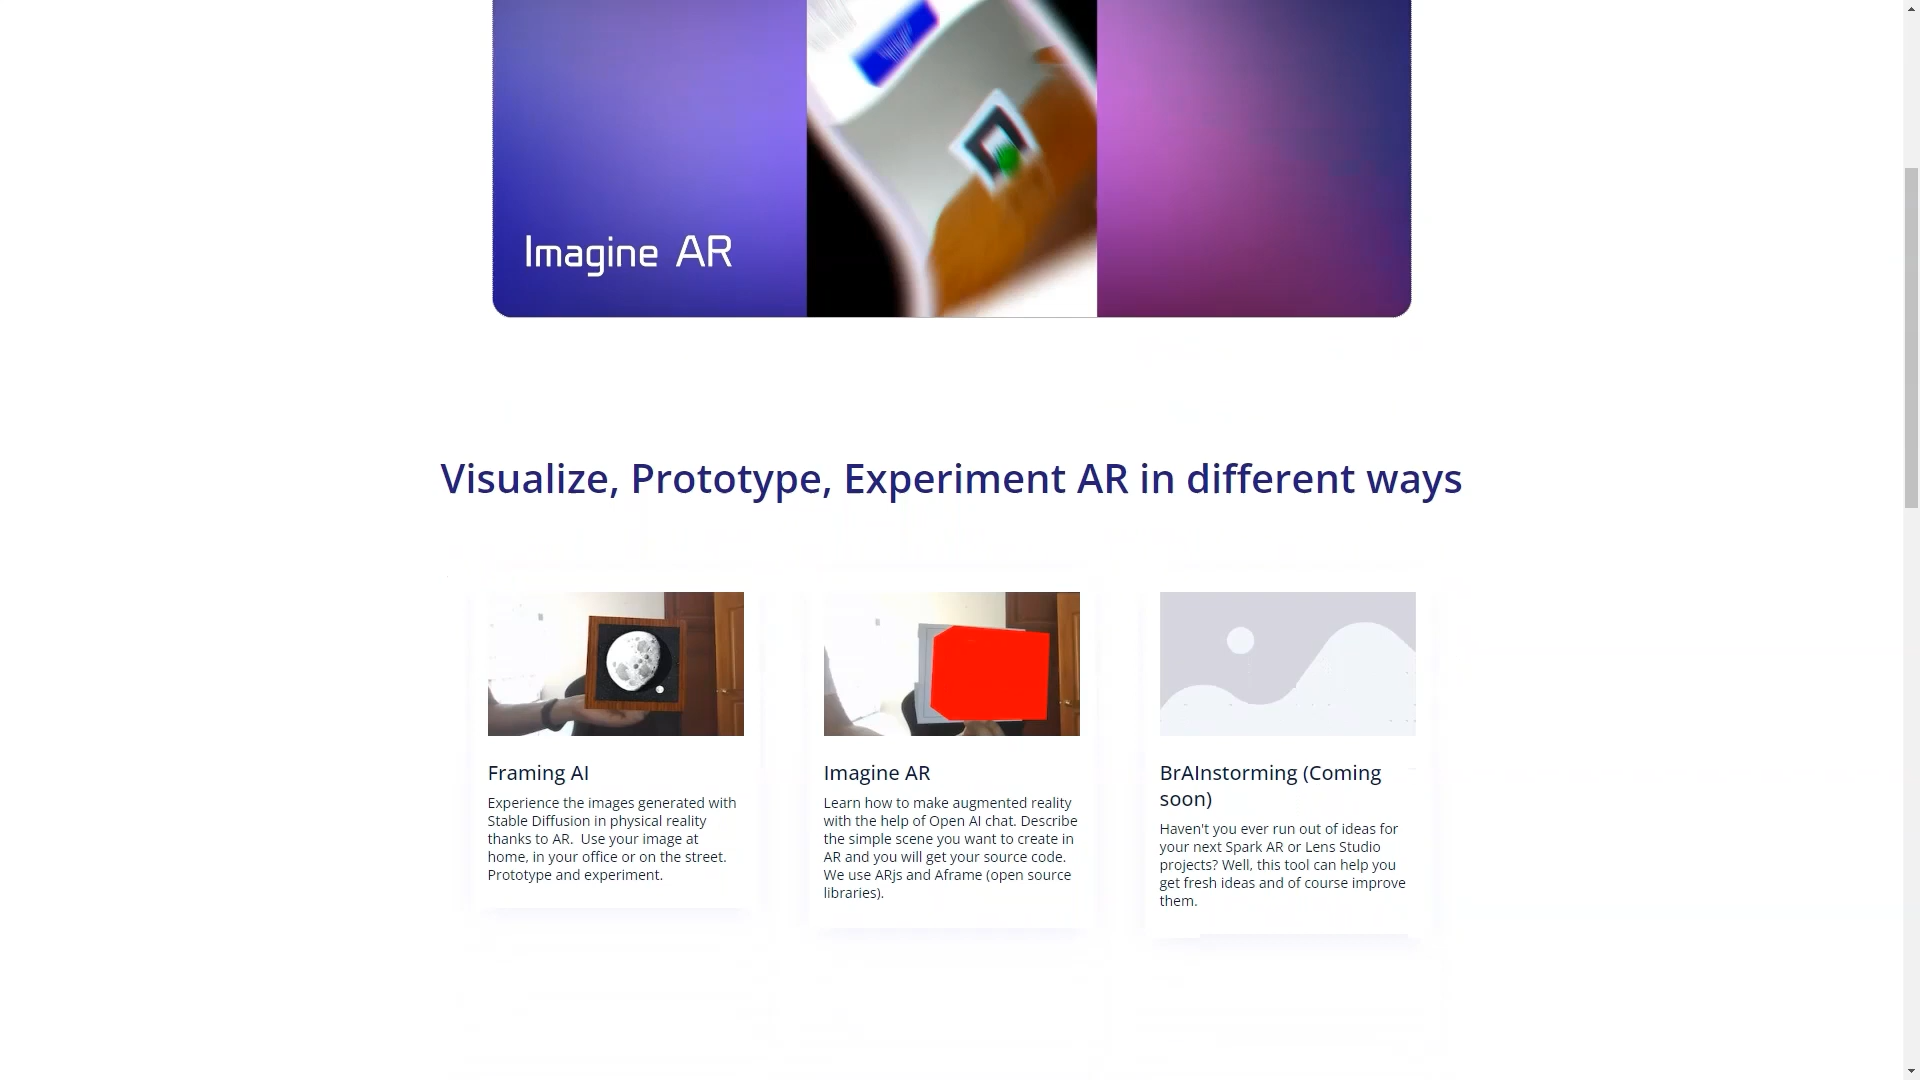 Imagine AR
Visualize, Prototype, Experiment AR in different ways
Framing AI
Experience the images generated with
Stable Diffusion in physical reality
thanks to AR.  Use your image at
home, in your office or on the street.
Prototype and experiment.
Imagine AR
Learn how to make augmented reality
with the help of Open AI chat. Describe
the simple scene you want to create in
AR and you will get your source code.
We use ARjs and Aframe (open source
libraries).
BrAInstorming (Coming
soon)
Haven't you ever run out of ideas for
your next Spark AR or Lens Studio
projects? Well, this tool can help you
get fresh ideas and of course improve
them.